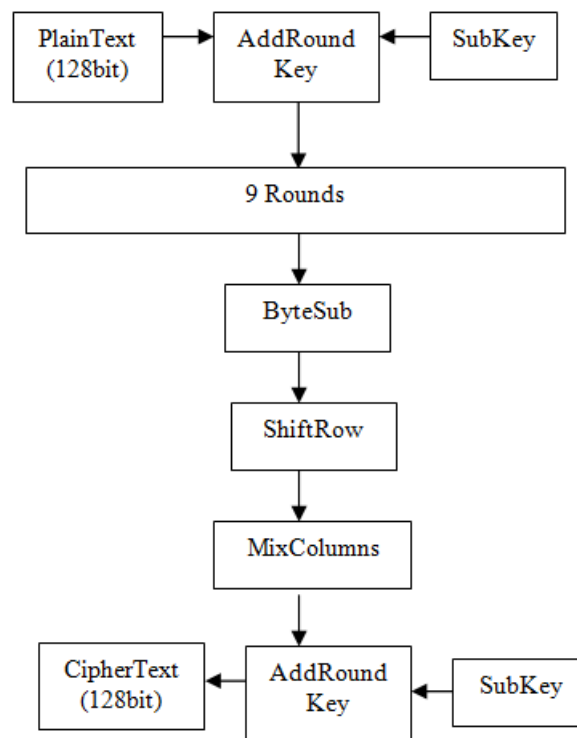 PlainText
(128bit)
AddRound
Key
SubKey
9 Rounds
ByteSub
ShiftRow
MixColumns
CipherText
(128bit)
AddRound
Key
SubKey